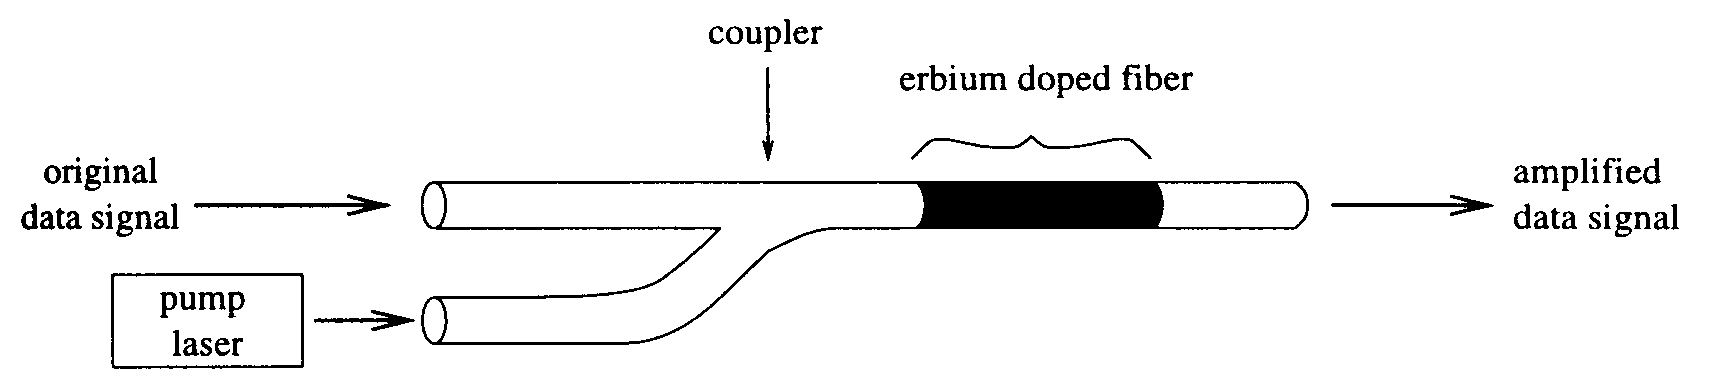 coupler
erbium doped fiber
original
data signal
amplified
data signal
pump
laser